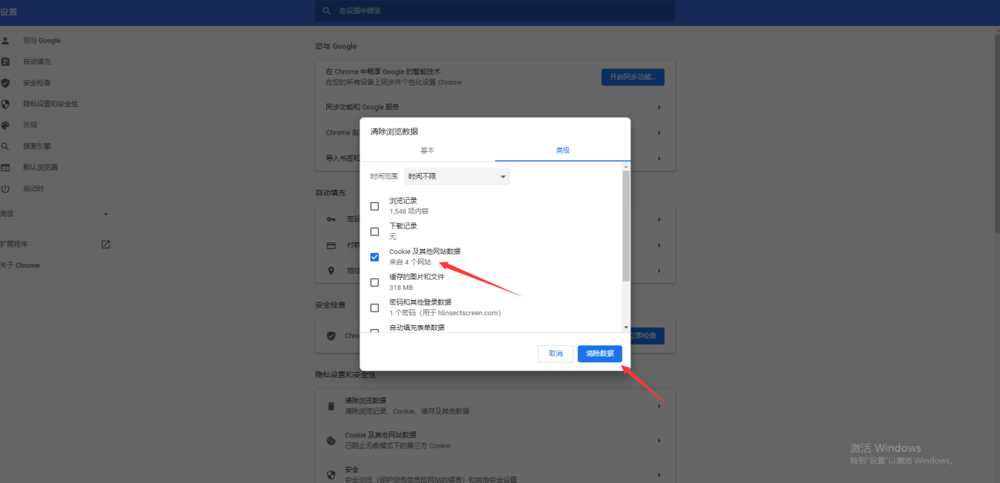 设置
在设置中搜索
您与 Google
自动填充
安全检查
隐私设置和安全性
外观
搜索引擎
默认浏览器
启动时
高级
扩展程序
关于 Chrome
您与 Google
在 Chrome 中畅享 Google 的智能技术
在您的所有设备上同步并个性化设置 Chrome
开启同步功能...
同步功能和 Google 服务
Chrome 名
导入书签和
自动填充
密码
付款
地址
安全检查
Chro
立即检查
清除浏览数据
基本
高级
时间范围
时间不限
浏览记录
1,548 项内容
下载记录
无
Cookie 及其他网站数据
来自 4 个网站
缓存的图片和文件
318 MB
密码和其他登录数据
1 个密码（用于 hlinsectscreen.com）
自动填充表单数据
取消
清除数据
隐私设置和安全性
清除浏览数据
清除浏览记录、Cookie、缓存及其他数据
Cookie 及其他网站数据
已阻止无痕模式下的第三方 Cookie
安全
安全浏览（保护您免受危险网站的侵害）和其他安全设置
激活 Windows
转到"设置"以激活 Windows。